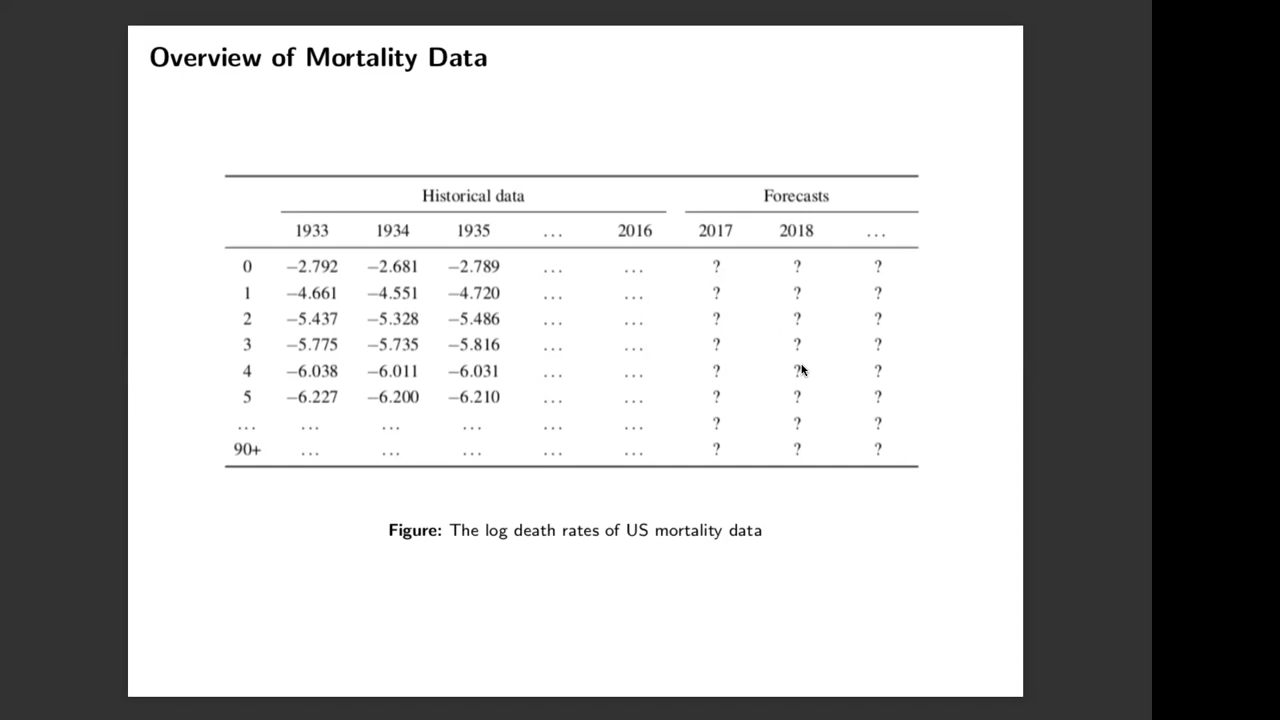 Overview of Mortality Data
Historical data Forecasts
1933 1934 1935 ... 2016 2017 2018 ...
0 −2.792 −2.681 −2.789 ... ... ? ? ?
1 −4.661 −4.551 −4.720 ... ... ? ? ?
2 −5.437 −5.328 −5.486 ... ... ? ? ?
3 −5.775 −5.735 −5.816 ... ... ? ? ?
4 −6.038 −6.011 −6.031 ... ... ? ? ?
5 −6.227 −6.200 −6.210 ... ... ? ? ?
... ... ... ... ... ... ? ? ?
90+ ... ... ... ... ... ? ? ?
Figure: The log death rates of US mortality data